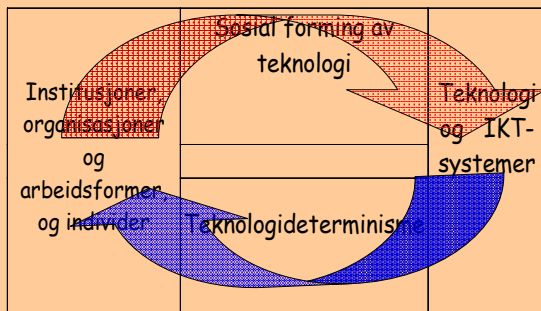 Sosial forming av
teknologi
Institusjoner,
organisasjoner
og
arbeidsformer,
og individer
Teknologi
og IKT-
systemer
Teknologideterminisme